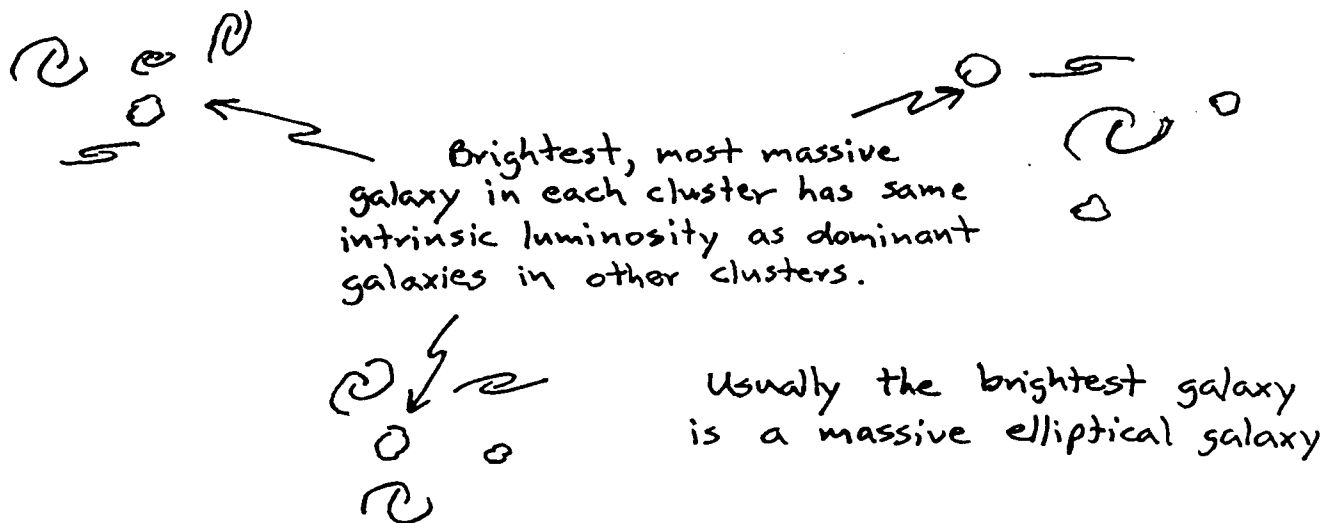 Brightest, most massive
galaxy in each cluster has same
intrinsic luminosity as dominant
galaxies in other clusters.
Usually the brightest galaxy
is a massive elliptical galaxy